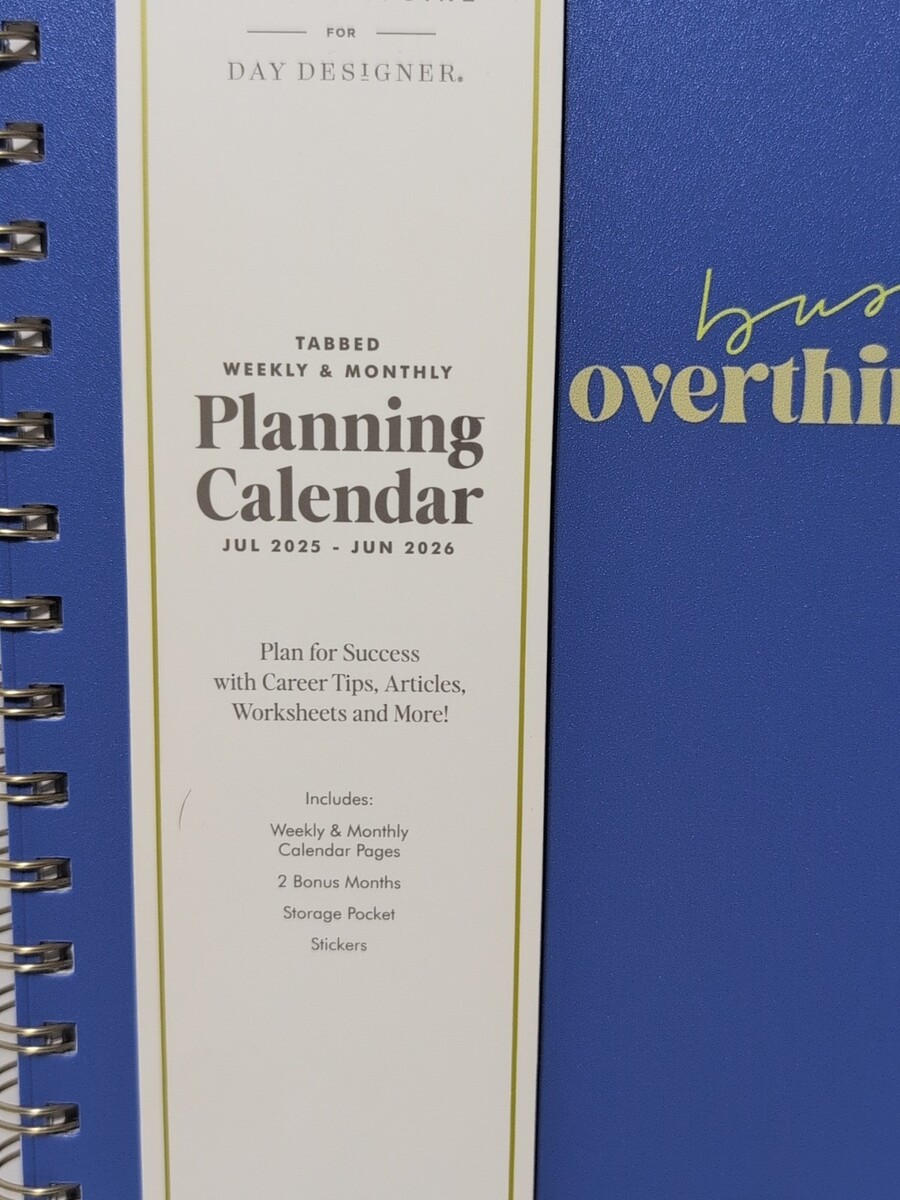 FOR
DAY DESIGNER.
TABBED
WEEKLY & MONTHLY
Planning
Calendar
JUL 2025 - JUN 2026
Plan for Success
with Career Tips, Articles,
Worksheets and More!
Includes:
Weekly & Monthly
Calendar Pages
2 Bonus Months
Storage Pocket
Stickers